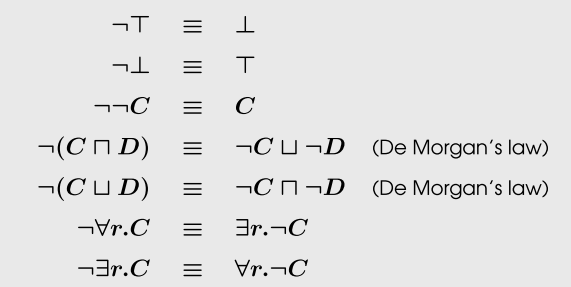 ¬⊤ ≡ ⊥
¬⊥ ≡ ⊤
¬¬C ≡ C
¬(C ⊓ D) ≡ ¬C ⊔ ¬D (De Morgan's law)
¬(C ⊔ D) ≡ ¬C ⊓ ¬D (De Morgan's law)
¬∀r.C ≡ ∃r.¬C
¬∃r.C ≡ ∀r.¬C